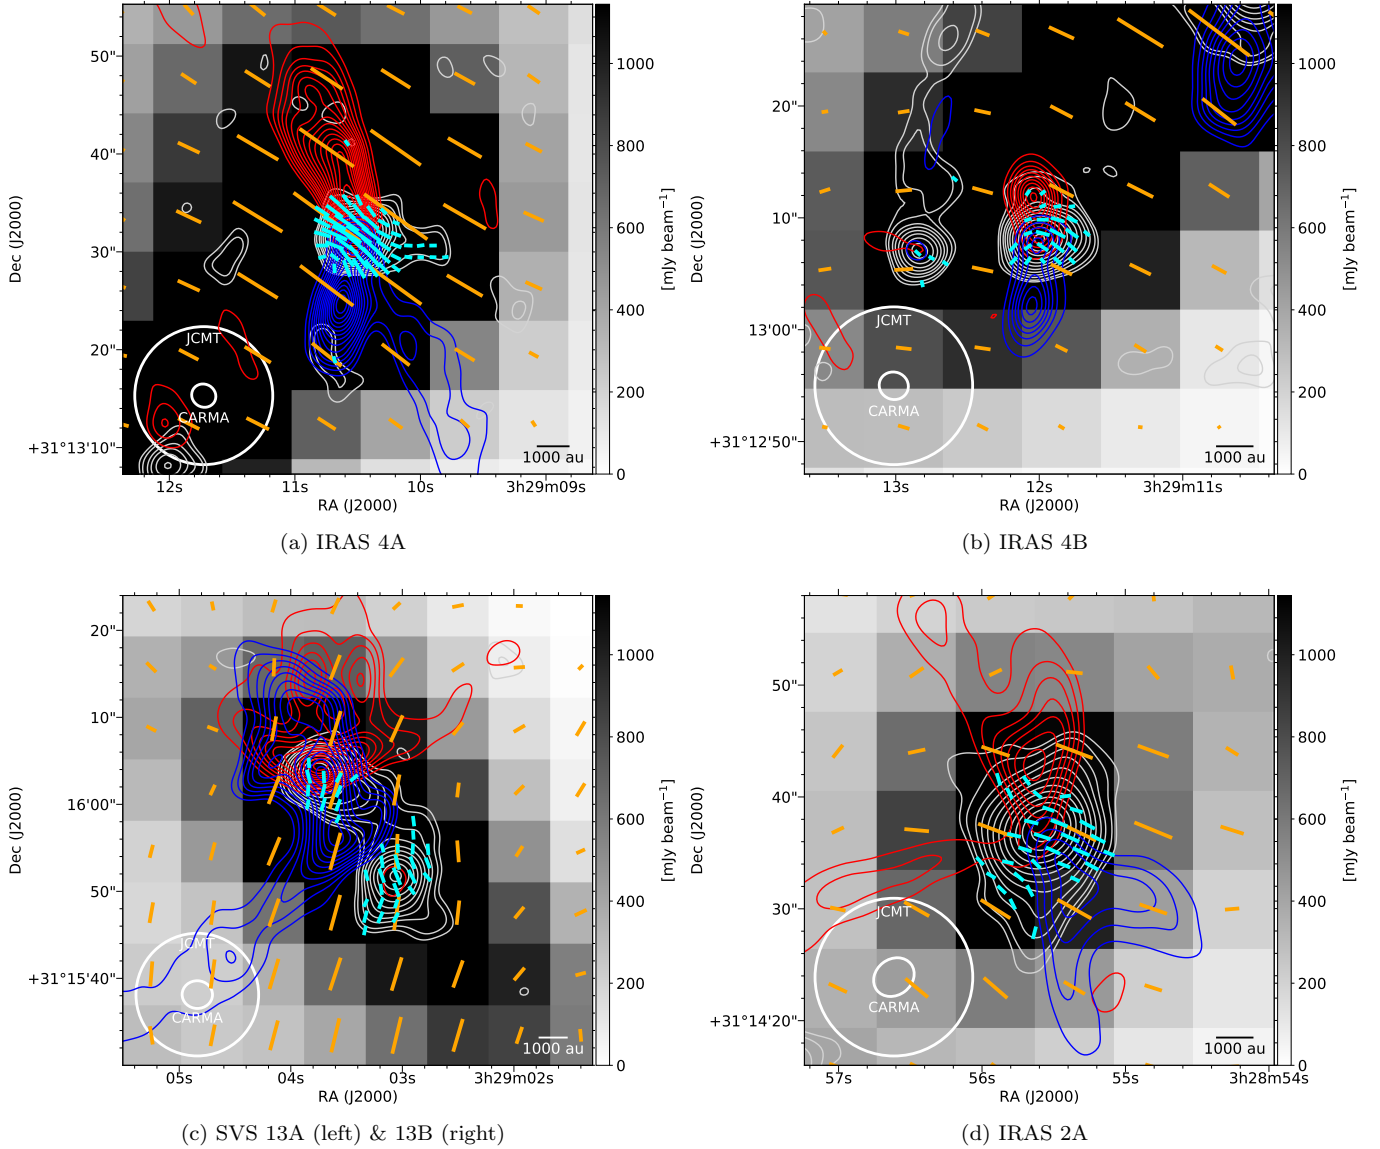 50"
40"
30"
20"
+31°13'10"
Dec (J2000)
JCMT
CARMA
1000 au
12s
11s
10s
3h29m09s
RA (J2000)
1000
800
600
400
200
0
[mJy beam⁻¹]
(a) IRAS 4A
20"
10"
13'00"
+31°12'50"
Dec (J2000)
JCMT
CARMA
1000 au
13s
12s
3h29m11s
RA (J2000)
1000
800
600
400
200
0
[mJy beam⁻¹]
(b) IRAS 4B
20"
10"
16'00"
50"
+31°15'40"
Dec (J2000)
JCMT
CARMA
1000 au
05s
04s
03s
3h29m02s
RA (J2000)
1000
800
600
400
200
0
[mJy beam⁻¹]
(c) SVS 13A (left) & 13B (right)
50"
40"
30"
+31°14'20"
Dec (J2000)
JCMT
CARMA
1000 au
57s
56s
55s
3h28m54s
RA (J2000)
1000
800
600
400
200
0
[mJy beam⁻¹]
(d) IRAS 2A